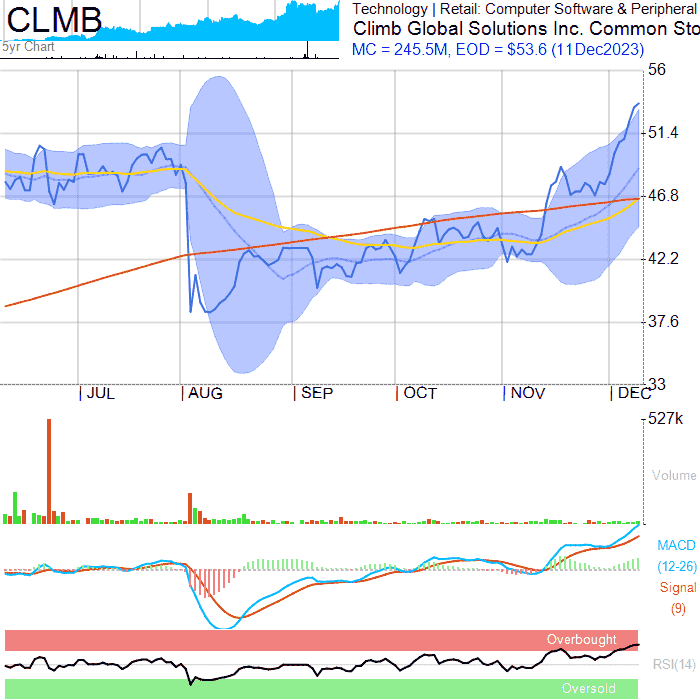 CLMB
Technology | Retail: Computer Software & Peripheral
Climb Global Solutions Inc. Common Sto
MC = 245.5M, EOD = $53.6 (11Dec2023)
5yr Chart
56
51.4
46.8
42.2
37.6
33
JUL
AUG
SEP
OCT
NOV
DEC
527k
Volume
MACD
(12-26)
Signal
(9)
Overbought
RSI(14)
Oversold